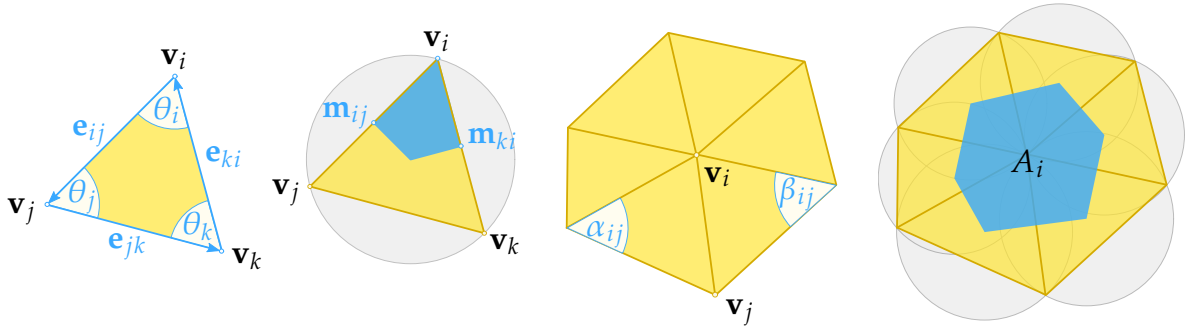 v_i
θ_i
e_ij
e_ki
θ_j
v_j
θ_k
e_jk
v_k
v_i
m_ij
m_ki
v_j
v_k
v_i
β_ij
α_ij
v_j
A_i